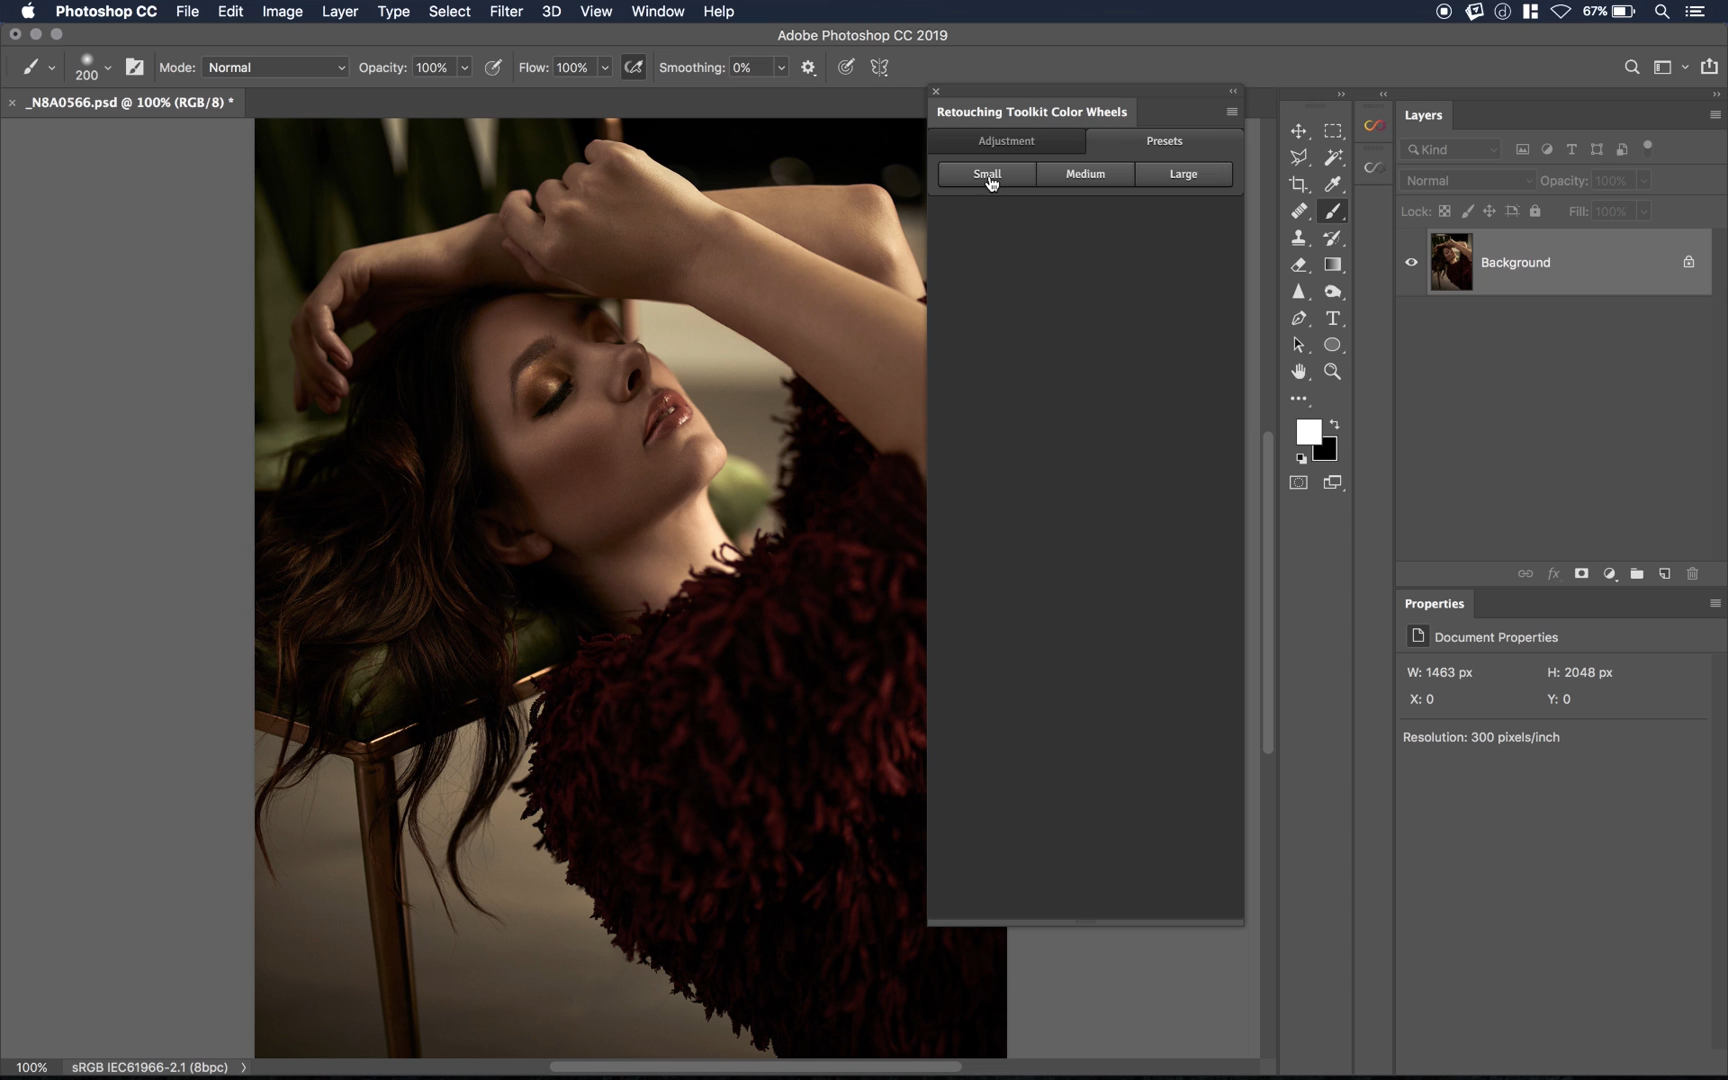 Photoshop CC File Edit Image Layer Type Select Filter 3D View Window Help 67%
Adobe Photoshop CC 2019
200 Mode: Normal Opacity: 100% Flow: 100% Smoothing: 0%
_N8A0566.psd @ 100% (RGB/8) *
Retouching Toolkit Color Wheels
Adjustment Presets
Small Medium Large
Layers
Kind
Normal Opacity: 100%
Lock: Fill: 100%
Background
Properties
Document Properties
W: 1463 px H: 2048 px
X: 0 Y: 0
Resolution: 300 pixels/inch
100% sRGB IEC61966-2.1 (8bpc)